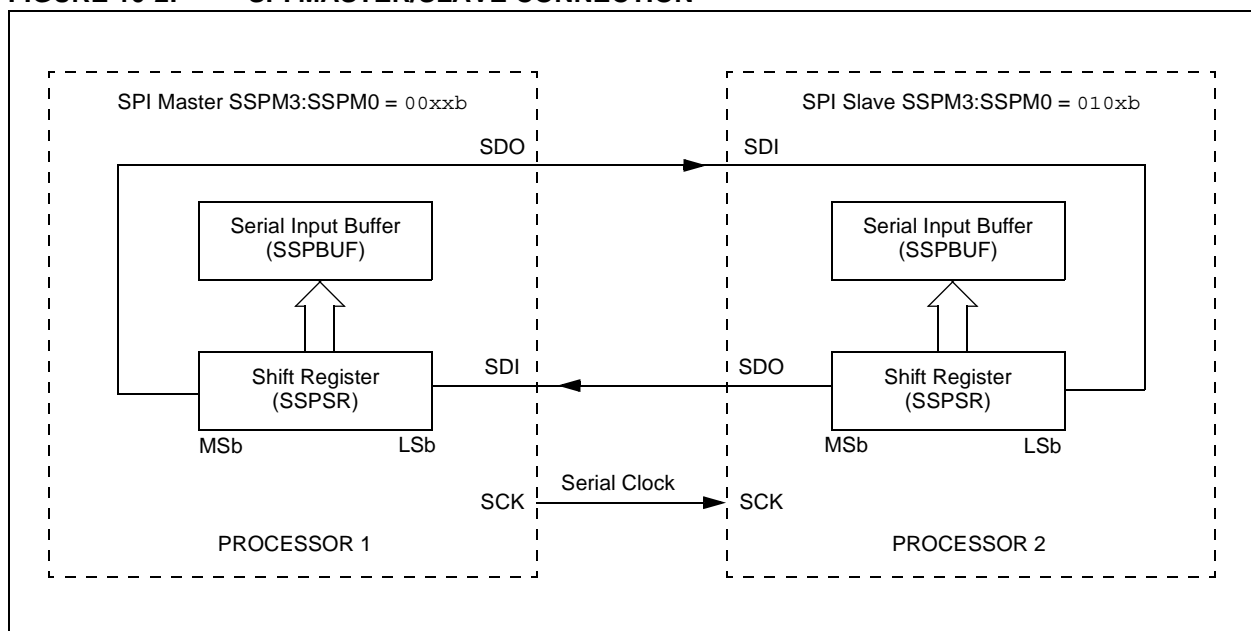 SPI Master SSPM3:SSPM0 = 00xxb
SPI Slave SSPM3:SSPM0 = 010xb
SDO
SDI
Serial Input Buffer
(SSPBUF)
Serial Input Buffer
(SSPBUF)
Shift Register
(SSPSR)
SDI
SDO
Shift Register
(SSPSR)
MSb
LSb
MSb
LSb
SCK
Serial Clock
SCK
PROCESSOR 1
PROCESSOR 2